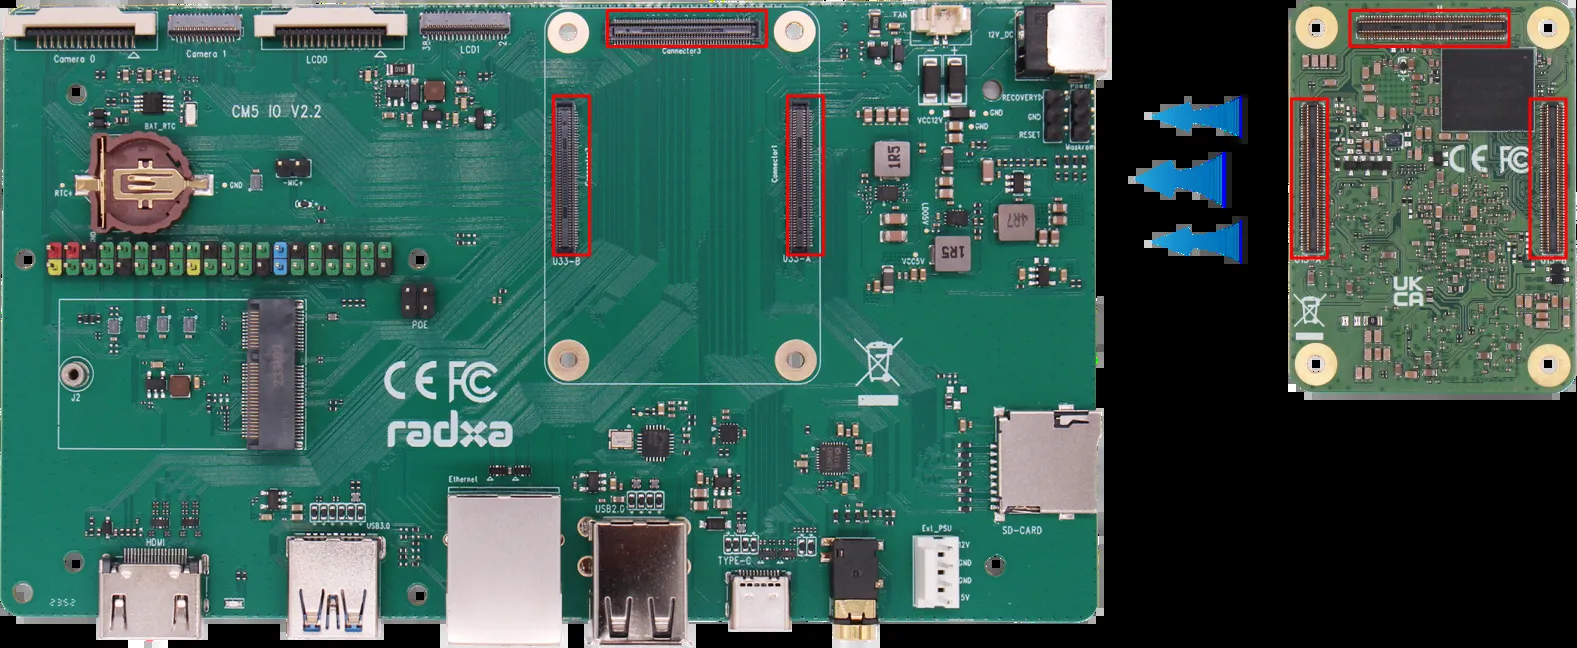 Camera 0
Camera 1
LCD0
LCD1
Connector3
FAN
12V_DC
CM5 IO V2.2
BAT_RTC
RTC+
GND
-MIC+
Connector1
U33-B
U33-A
VCC12V
GND
GND
RECOVERY
GND
RESET
Power
Maskrom
1R5
4R7
1R5
LDO5V
VCC5V
POE
J2
CE FC
radxa
Ethernet
USB2.0
USB3.0
HDMI
TYPE-C
Ext_PSU
12V
GND
GND
5V
SD-CARD
2352
CE FC
UK
CA